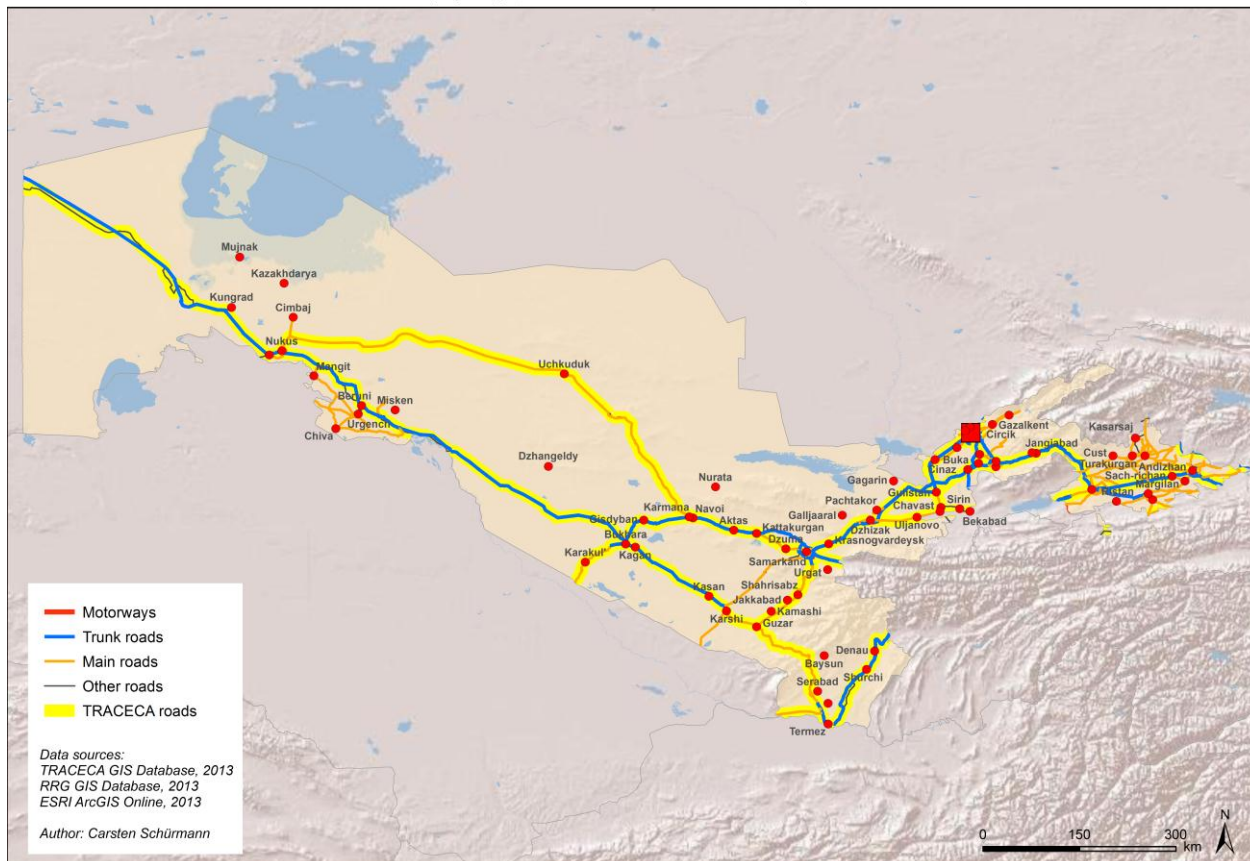 Mujnak
Kazakhdarya
Kungrad
Cimbaj
Nukus
Mangit
Uchkuduk
Beruni
Misken
Urgench
Chiva
Gazalkent
Circik
Kasarsaj
Jangiabad
Buka
Cinaz
Cust
Turakurgan
Andizhan
Sach-richan
Margilan
Dzhangeldy
Nurata
Gagarin
Gulistan
Pachtakor
Chavast
Sirin
Galljaaral
Karmana
Navoi
Gisdyban
Aktas
Kattakurgan
Dzhizak
Uljanovo
Bekabad
Bukhara
Dzuma
Krasnogvardeysk
Karakul
Kagan
Samarkand
Urgat
Shahrisabz
Kasan
Jakkabad
Karshi
Kamashi
Guzar
Denau
Baysun
Shurchi
Serabad
Termez
Motorways
Trunk roads
Main roads
Other roads
TRACECA roads
Data sources:
TRACECA GIS Database, 2013
RRG GIS Database, 2013
ESRI ArcGIS Online, 2013
Author: Carsten Schürmann
N
0 150 300
km